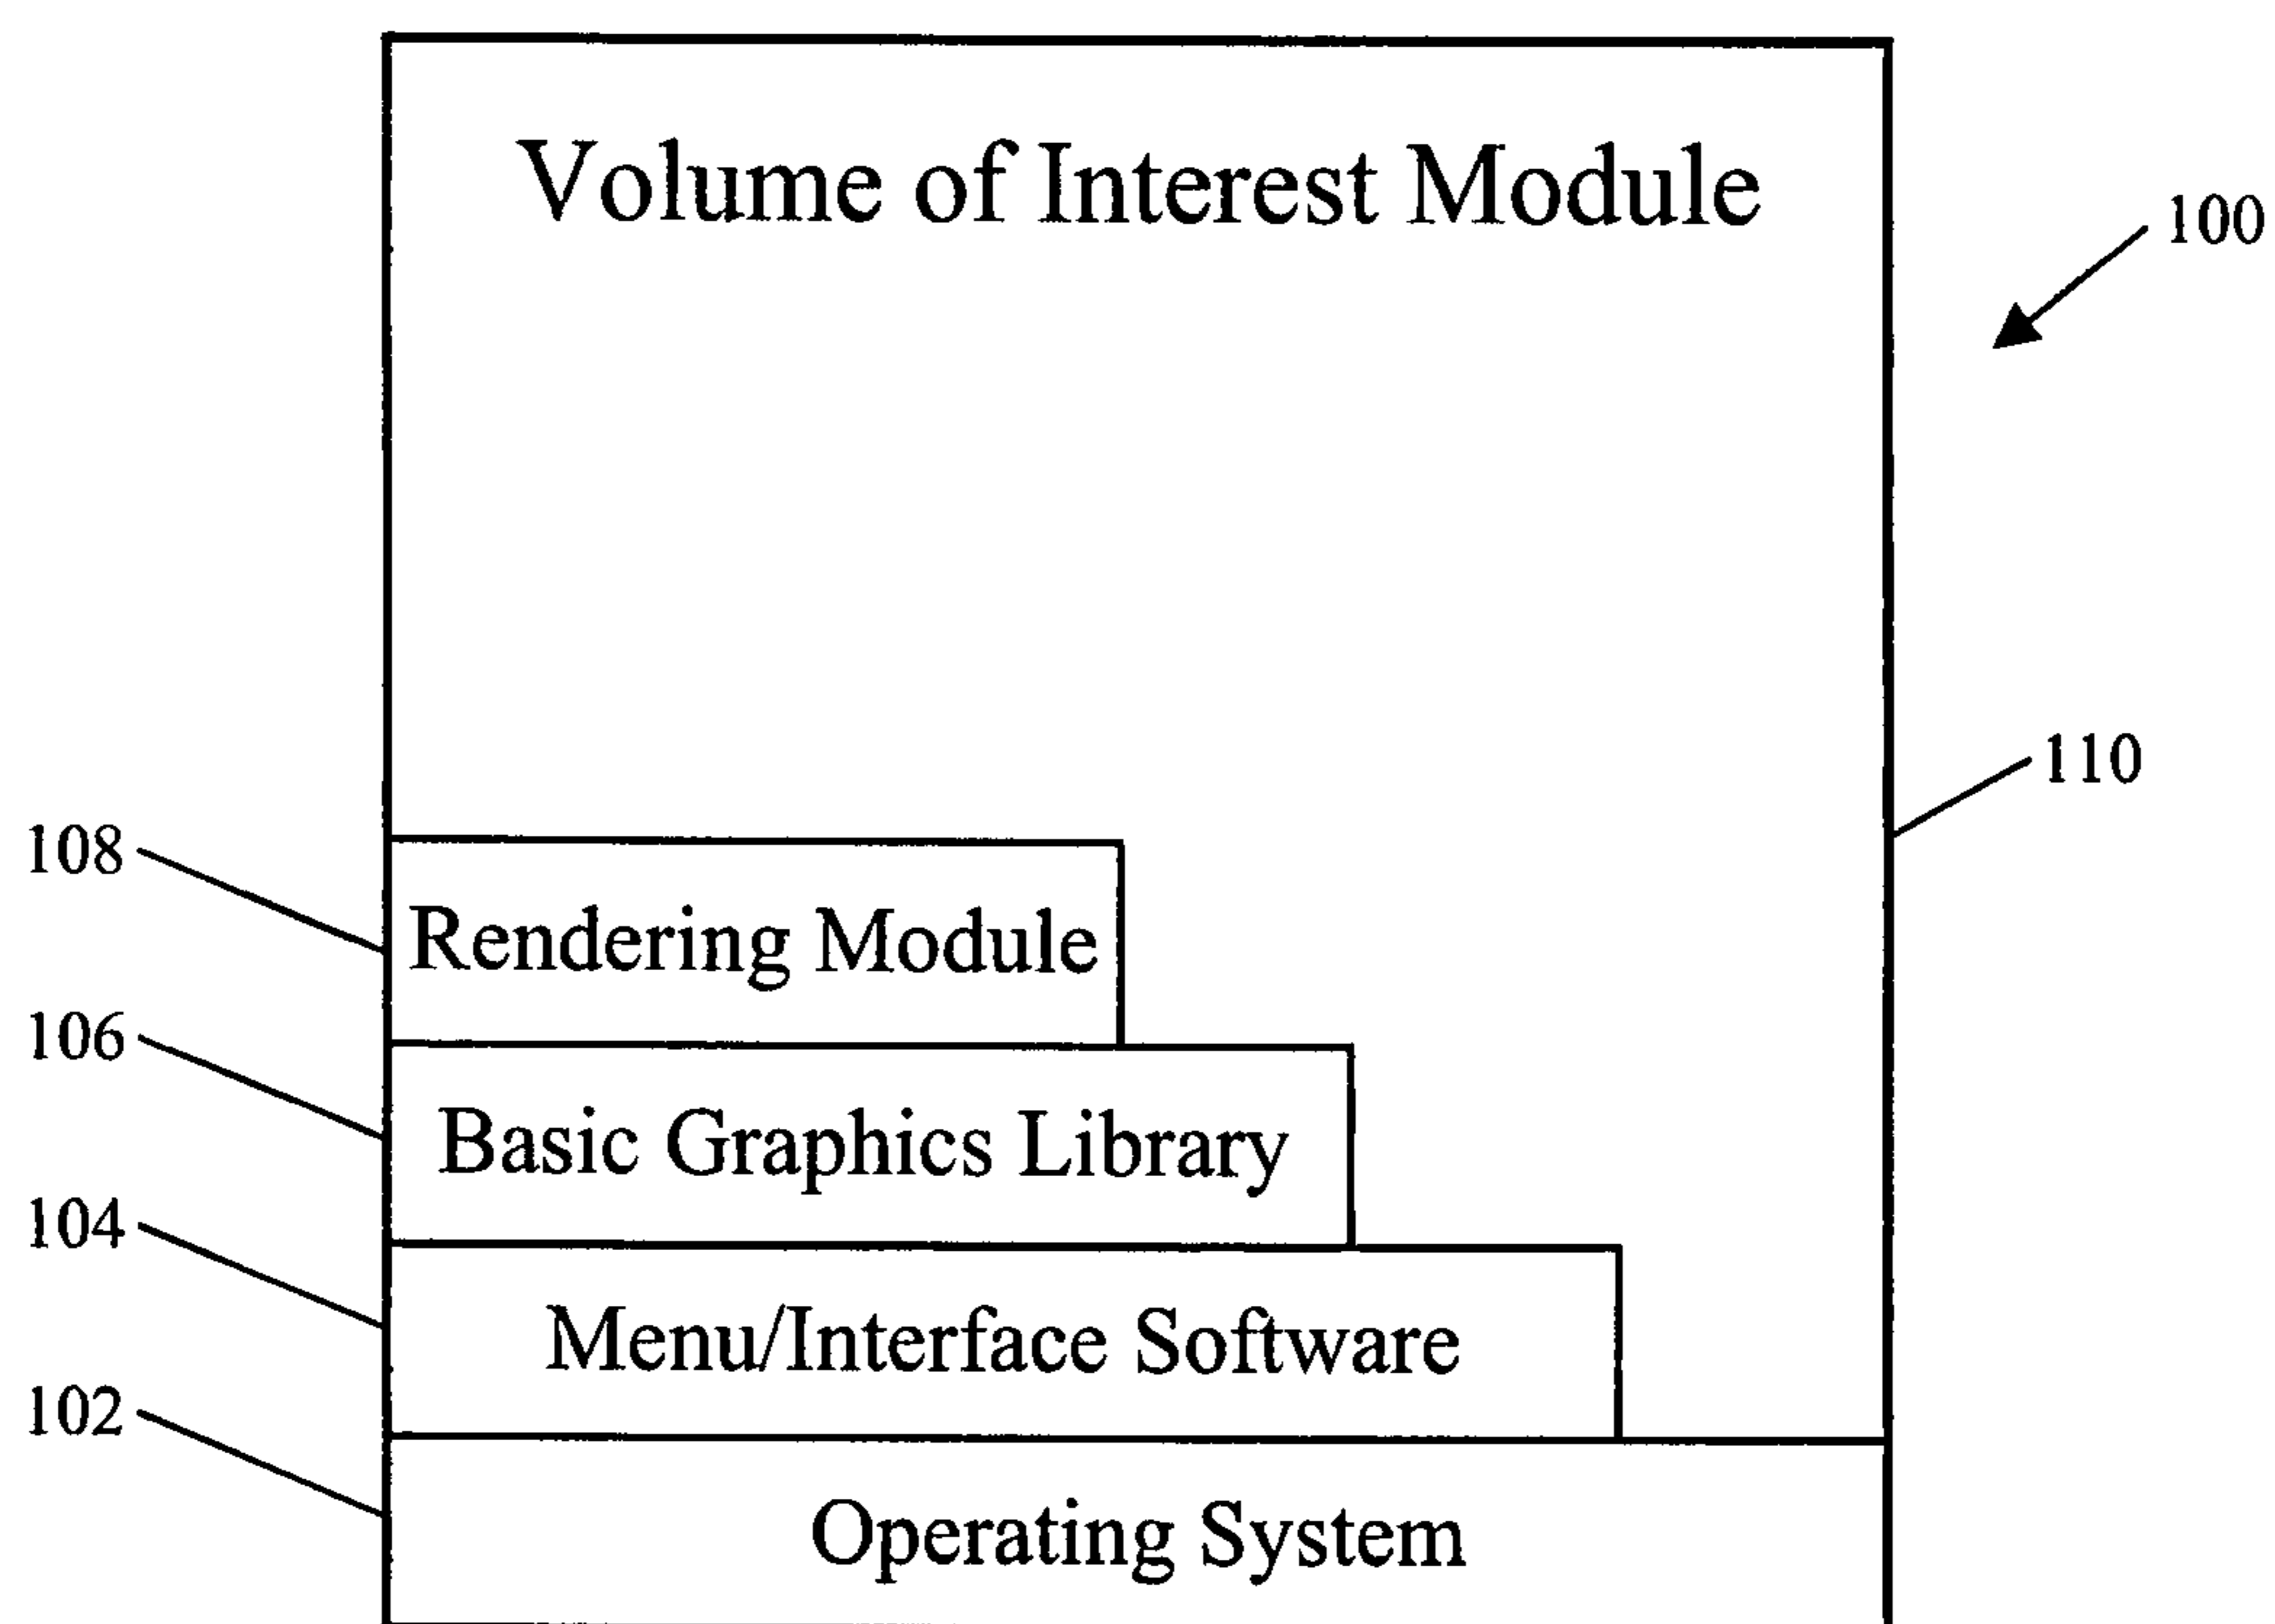 Volume of Interest Module
100
110
108
Rendering Module
106
Basic Graphics Library
104
Menu/Interface Software
102
Operating System